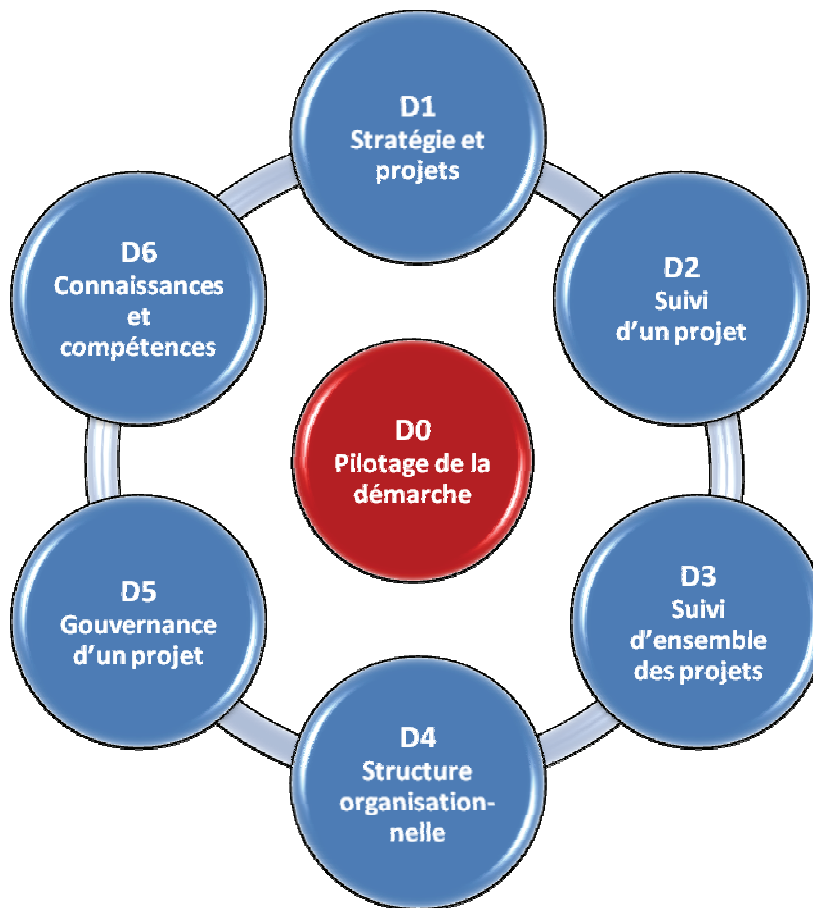 D1
Stratégie et
projets
D2
Suivi
d'un projet
D3
Suivi
d'ensemble
des projets
D4
Structure
organisation-
nelle
D5
Gouvernance
d'un projet
D6
Connaissances
et
compétences
D0
Pilotage de la
démarche